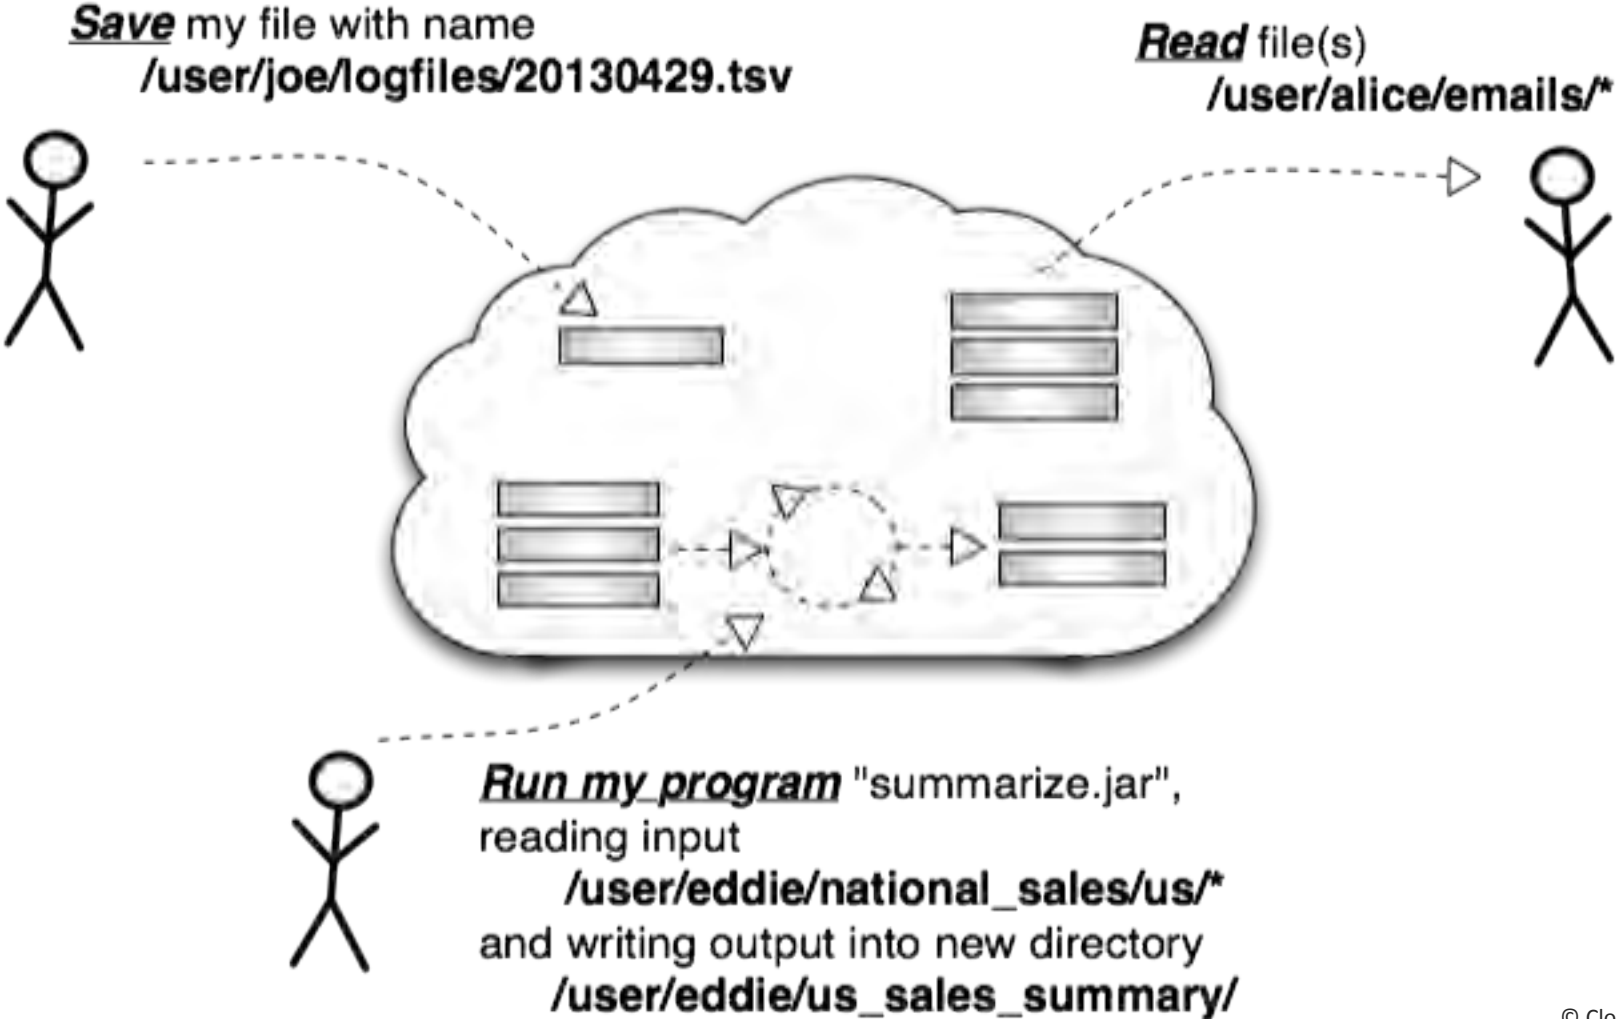 Save my file with name
/user/joe/logfiles/20130429.tsv
Read file(s)
/user/alice/emails/*
Run my program "summarize.jar",
reading input
/user/eddie/national_sales/us/*
and writing output into new directory
/user/eddie/us_sales_summary/